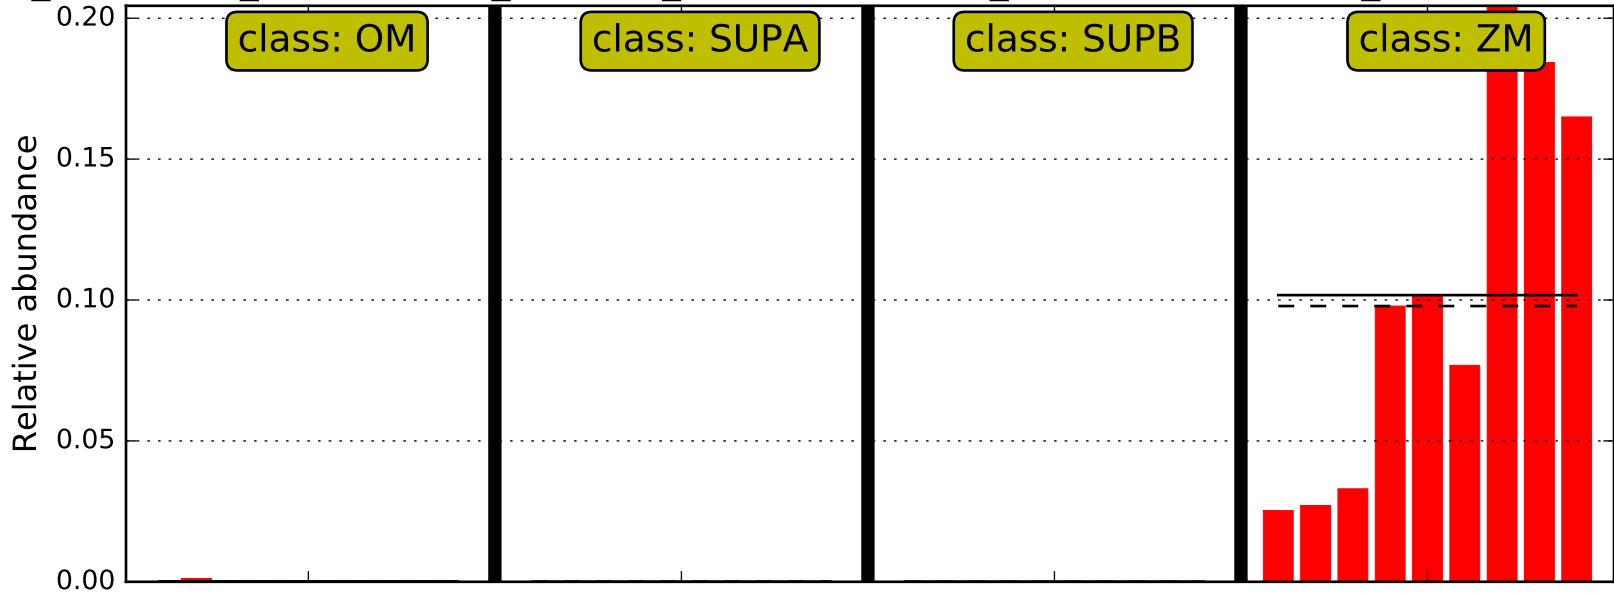 0.20
class: OM
class: SUPA
class: SUPB
class: ZM
0.15
0.10
0.05
0.00
Relative abundance